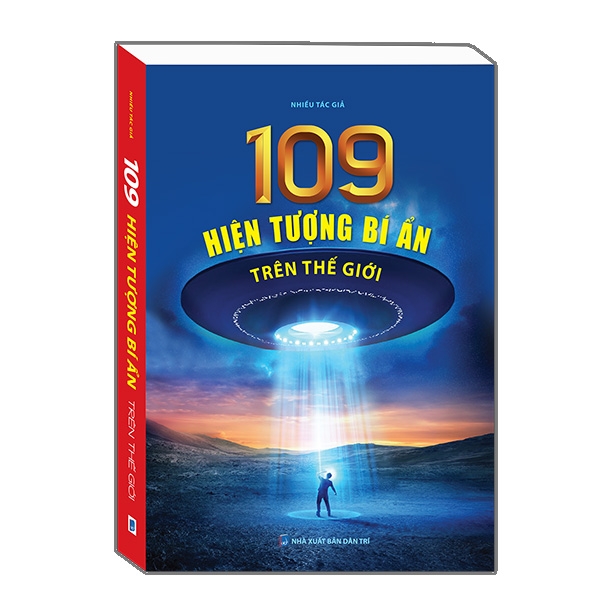 NHIỀU TÁC GIẢ
109
HIỆN TƯỢNG BÍ ẨN
TRÊN THẾ GIỚI
NHÀ XUẤT BẢN DÂN TRÍ
NHIỀU TÁC GIẢ
109 HIỆN TƯỢNG BÍ ẨN TRÊN THẾ GIỚI